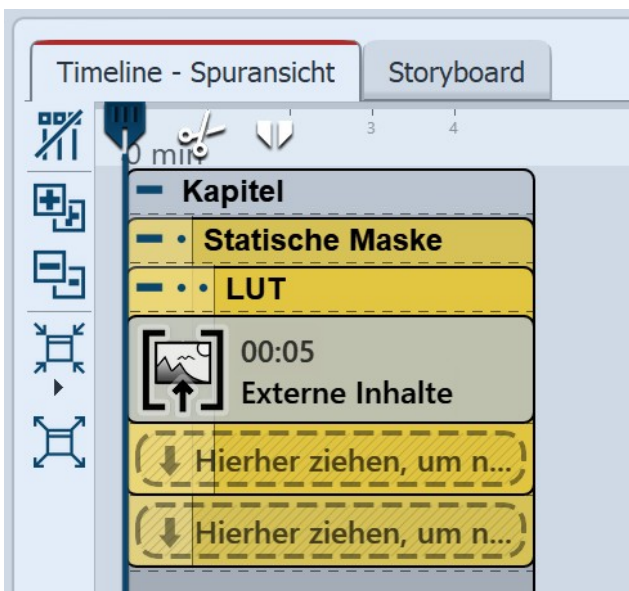 Timeline - Spuransicht
Storyboard
3 4
0 min
Kapitel
Statische Maske
LUT
00:05
Externe Inhalte
Hierher ziehen, um n...
Hierher ziehen, um n...